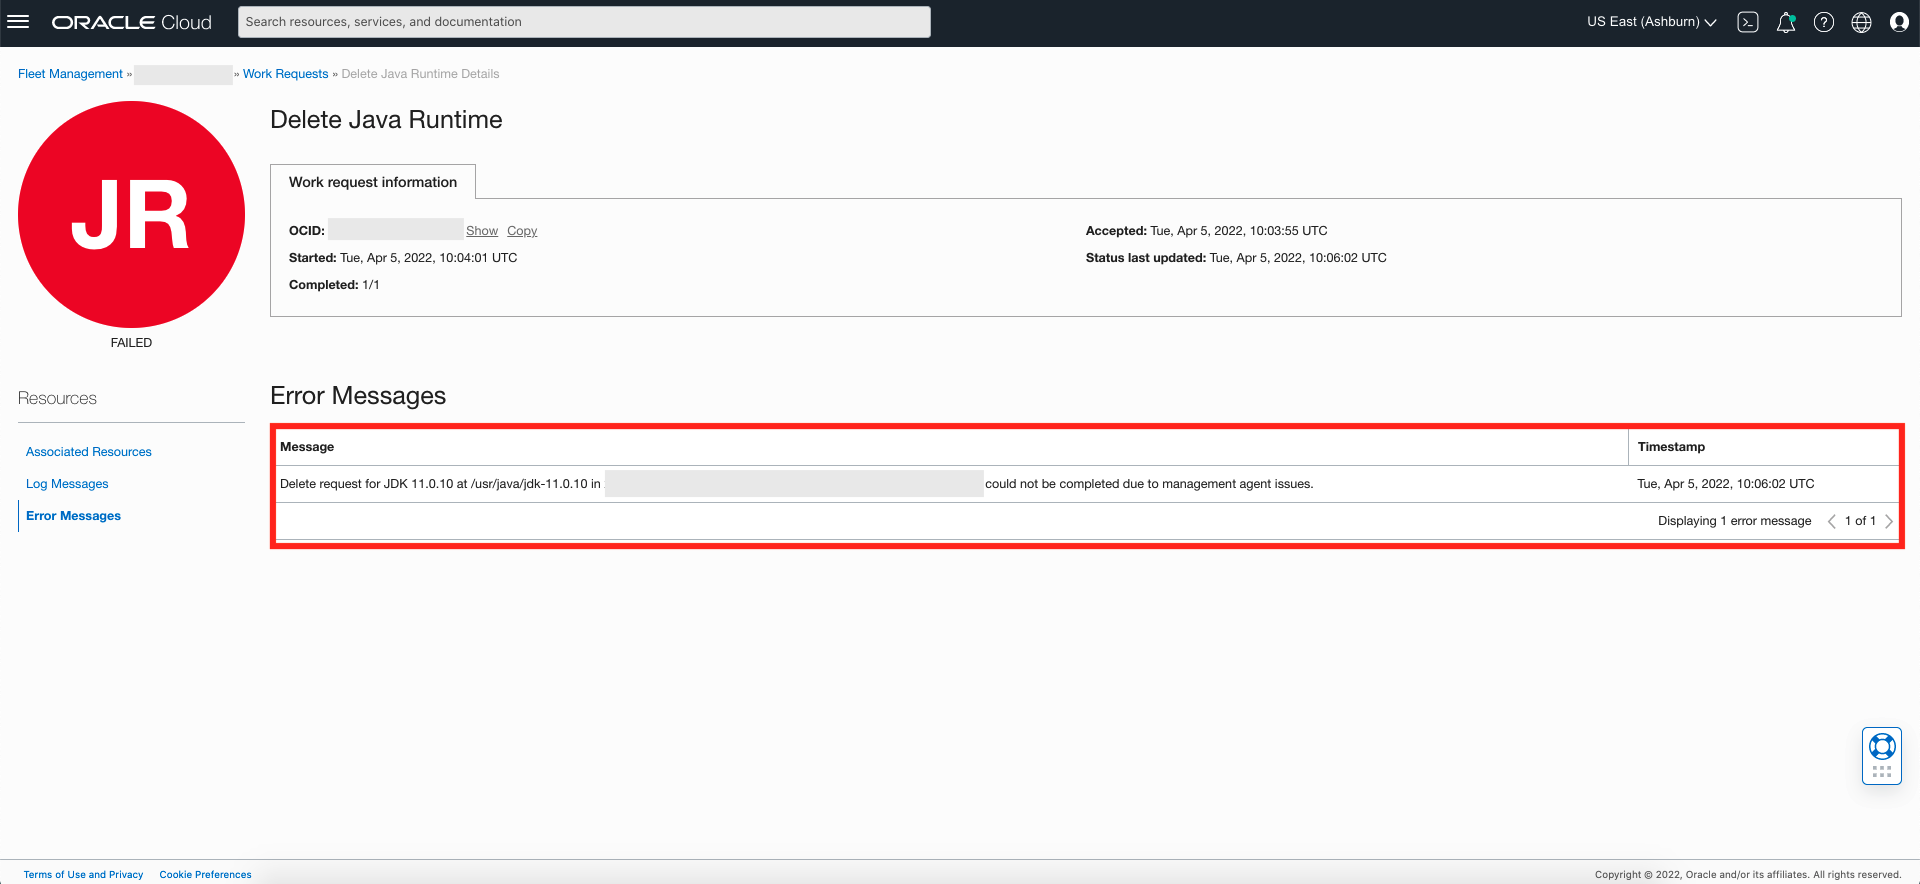 ORACLE Cloud
Search resources, services, and documentation
US East (Ashburn)
Fleet Management » » Work Requests » Delete Java Runtime Details
JR
FAILED
Delete Java Runtime
Work request information
OCID: Show Copy
Started: Tue, Apr 5, 2022, 10:04:01 UTC
Completed: 1/1
Accepted: Tue, Apr 5, 2022, 10:03:55 UTC
Status last updated: Tue, Apr 5, 2022, 10:06:02 UTC
Resources
Associated Resources
Log Messages
Error Messages
Error Messages
Message Timestamp
Delete request for JDK 11.0.10 at /usr/java/jdk-11.0.10 in could not be completed due to management agent issues. Tue, Apr 5, 2022, 10:06:02 UTC
Displaying 1 error message 1 of 1
Terms of Use and Privacy Cookie Preferences
Copyright © 2022, Oracle and/or its affiliates. All rights reserved.